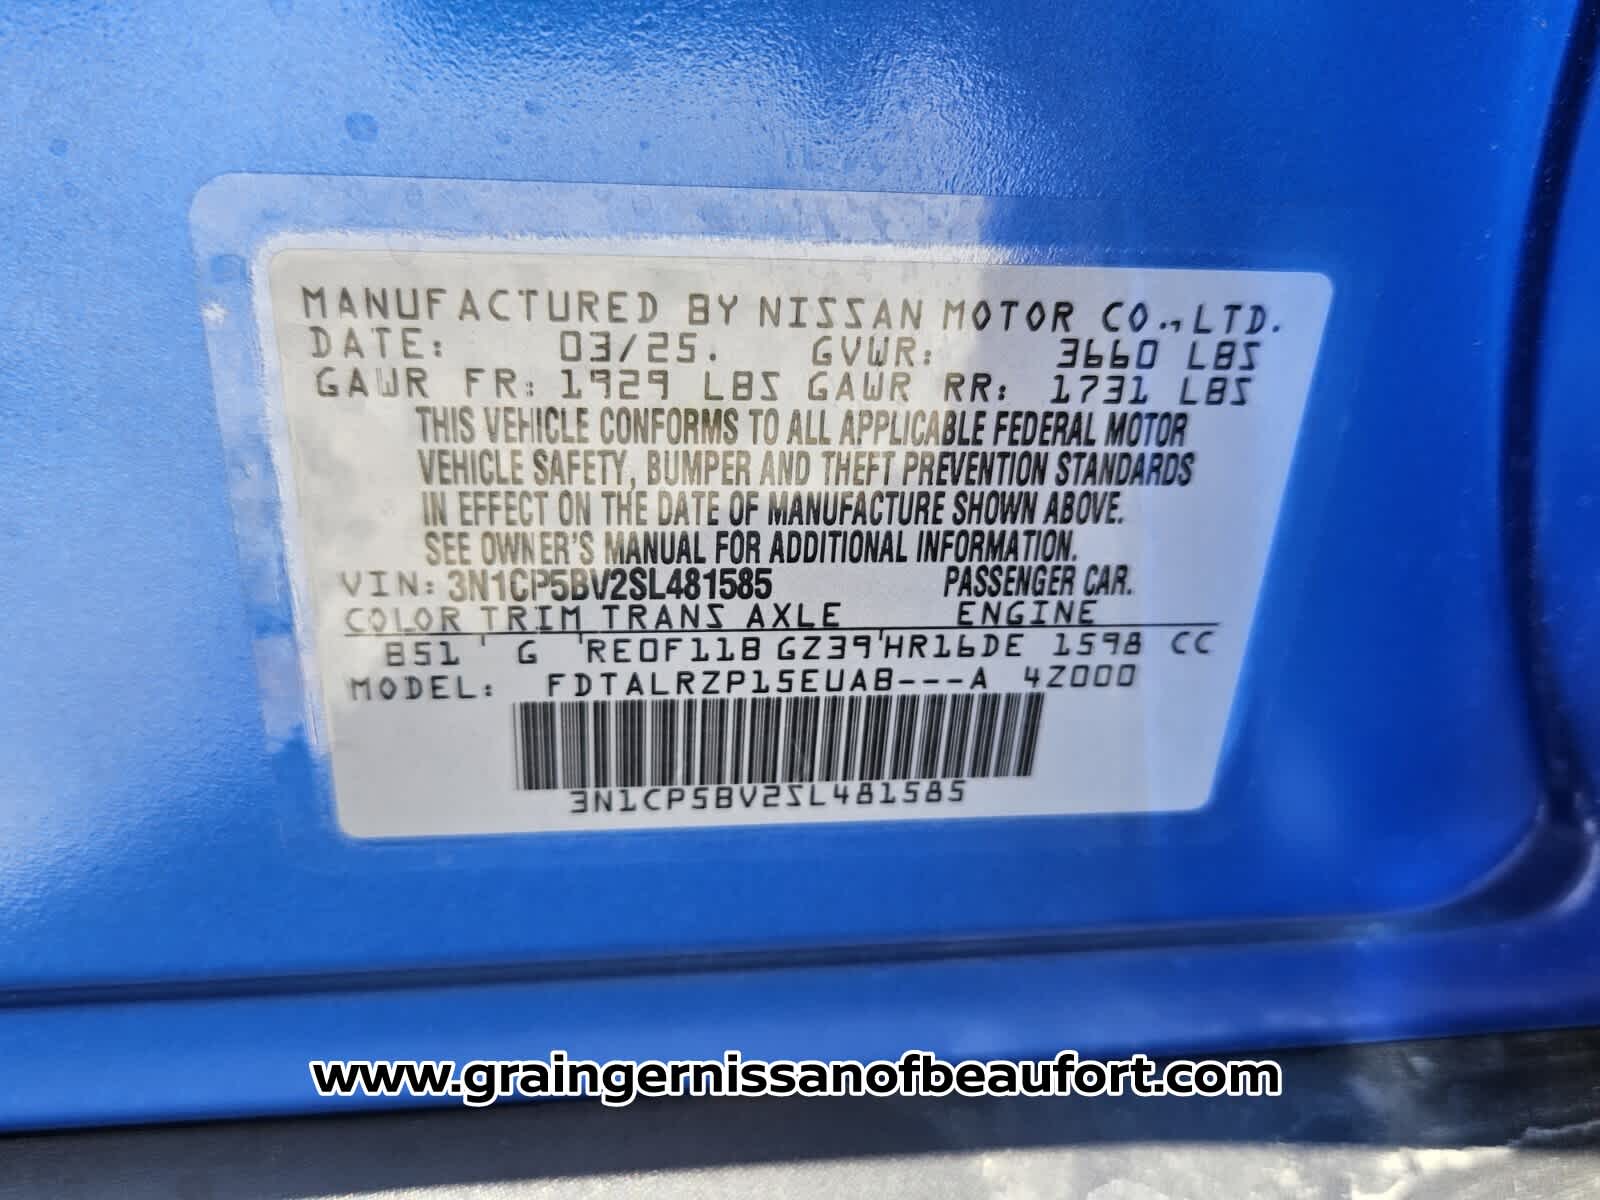 MANUFACTURED BY NISSAN MOTOR CO., LTD.
DATE: 03/25. GVWR: 3660 LBS
GAWR FR: 1929 LBS GAWR RR: 1731 LBS
THIS VEHICLE CONFORMS TO ALL APPLICABLE FEDERAL MOTOR
VEHICLE SAFETY, BUMPER AND THEFT PREVENTION STANDARDS
IN EFFECT ON THE DATE OF MANUFACTURE SHOWN ABOVE.
SEE OWNER'S MANUAL FOR ADDITIONAL INFORMATION.
VIN: 3N1CP5BV2SL481585 PASSENGER CAR.
COLOR TRIM TRANS AXLE ENGINE
B51 G RE0F11B GZ39 HR16DE 1598 CC
MODEL: FDTALRZP15EUAB---A 4Z000
3N1CP5BV2SL481585
www.graingernissanofbeaufort.com